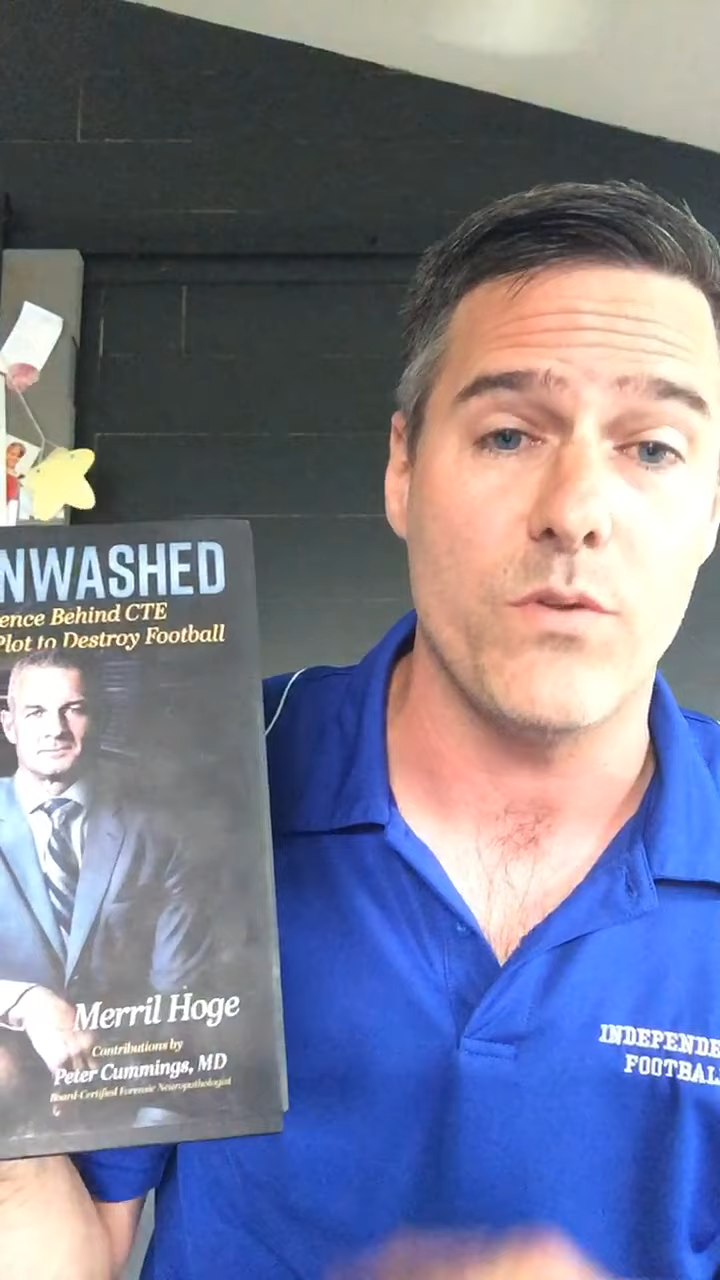 NWASHED
ence Behind CTE
Plot to Destroy Football
Merril Hoge
Contributions by
Peter Cummings, MD
Board-Certified Forensic Neuropathologist
INDEPENDE
FOOTBAL